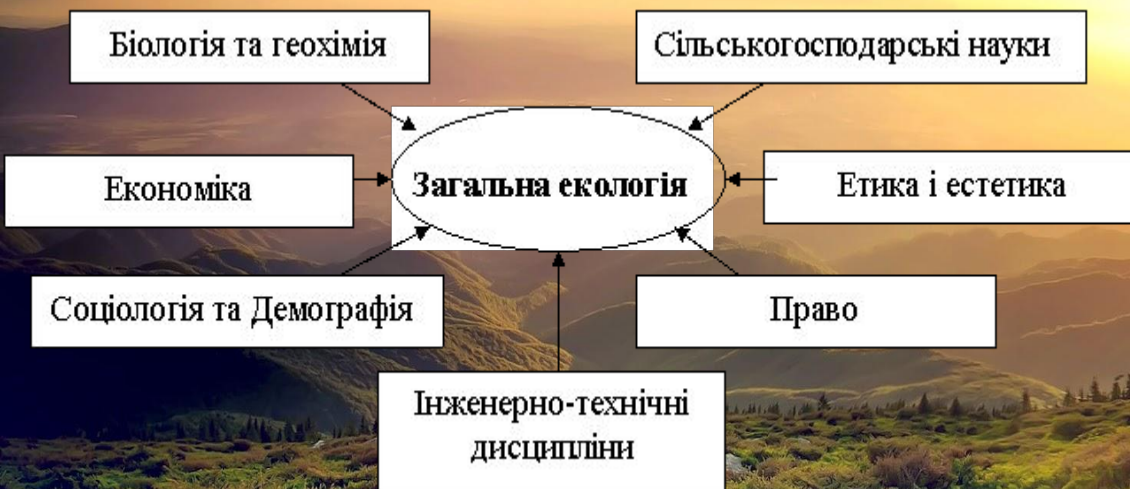 Біологія та геохімія
Сільськогосподарські науки
Економіка
Загальна екологія
Етика і естетика
Соціологія та Демографія
Право
Інженерно-технічні
дисципліни